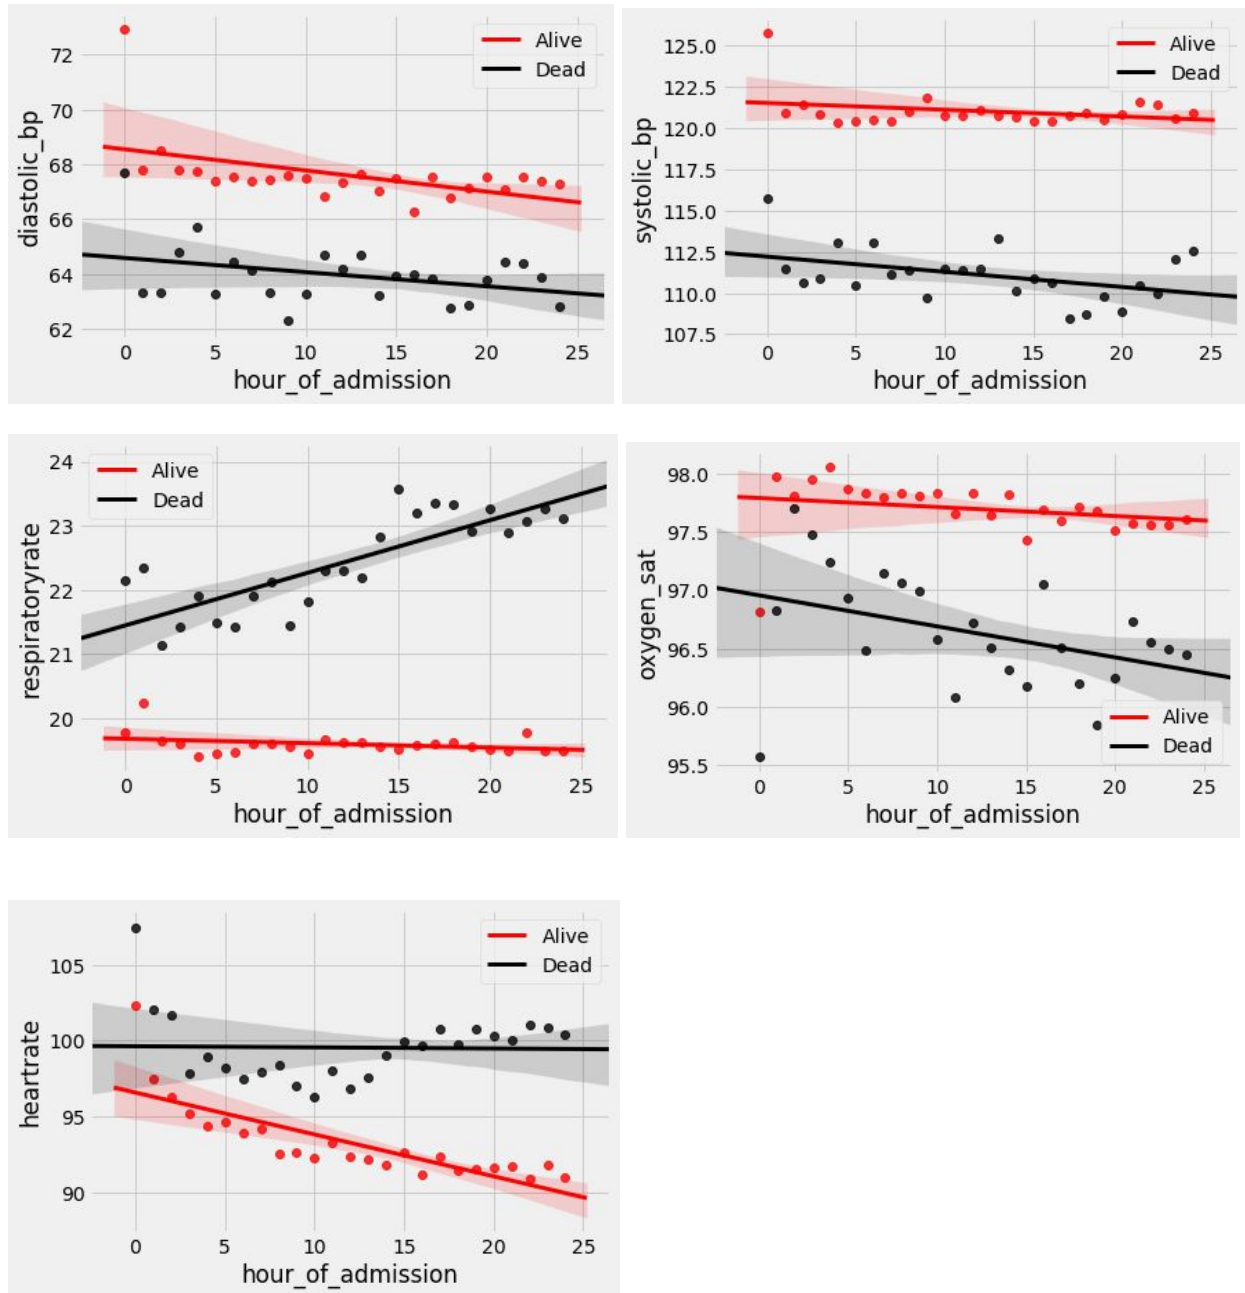 72
70
68
66
64
62
diastolic_bp
Alive
Dead
0 5 10 15 20 25
hour_of_admission
125.0
122.5
120.0
117.5
115.0
112.5
110.0
107.5
systolic_bp
Alive
Dead
0 5 10 15 20 25
hour_of_admission
24
23
22
21
20
respiratoryrate
Alive
Dead
0 5 10 15 20 25
hour_of_admission
98.0
97.5
97.0
96.5
96.0
95.5
oxygen_sat
Alive
Dead
0 5 10 15 20 25
hour_of_admission
105
100
95
90
heartrate
Alive
Dead
0 5 10 15 20 25
hour_of_admission